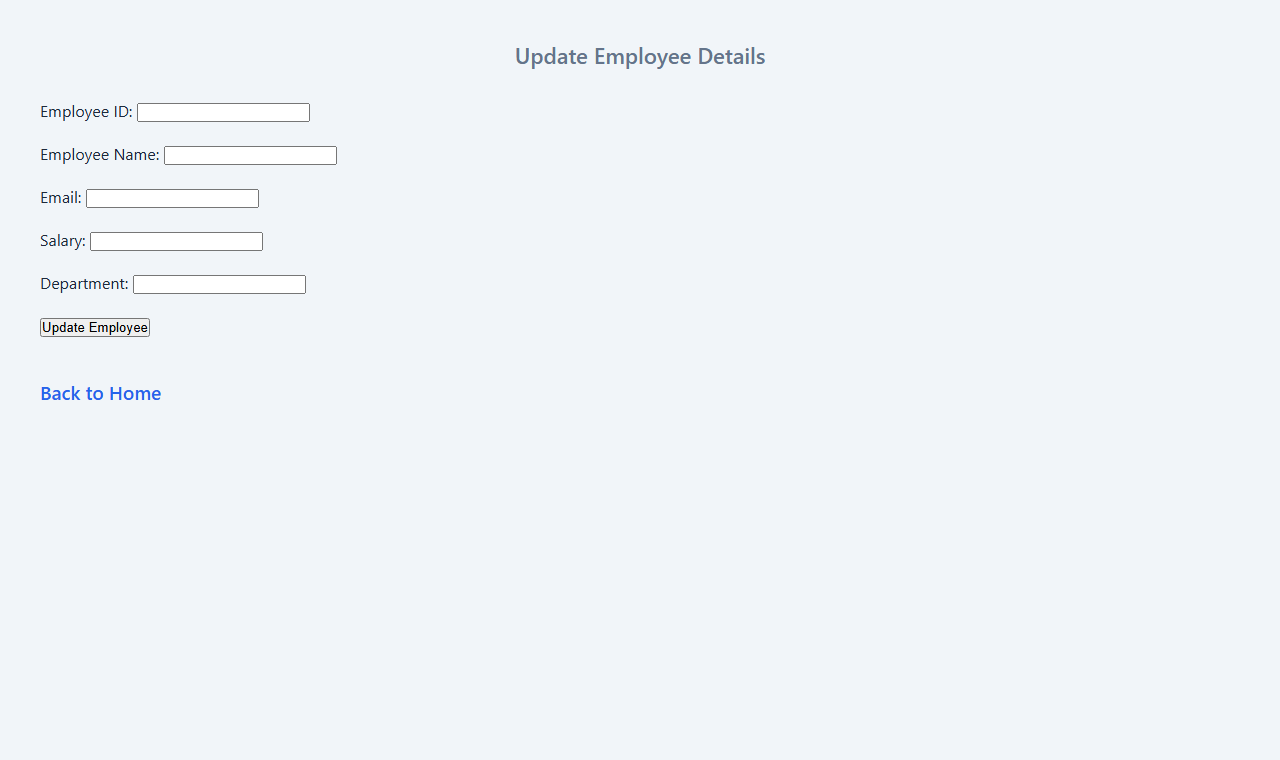 Update Employee Details
Employee ID:
Employee Name:
Email:
Salary:
Department:
Update Employee
Back to Home